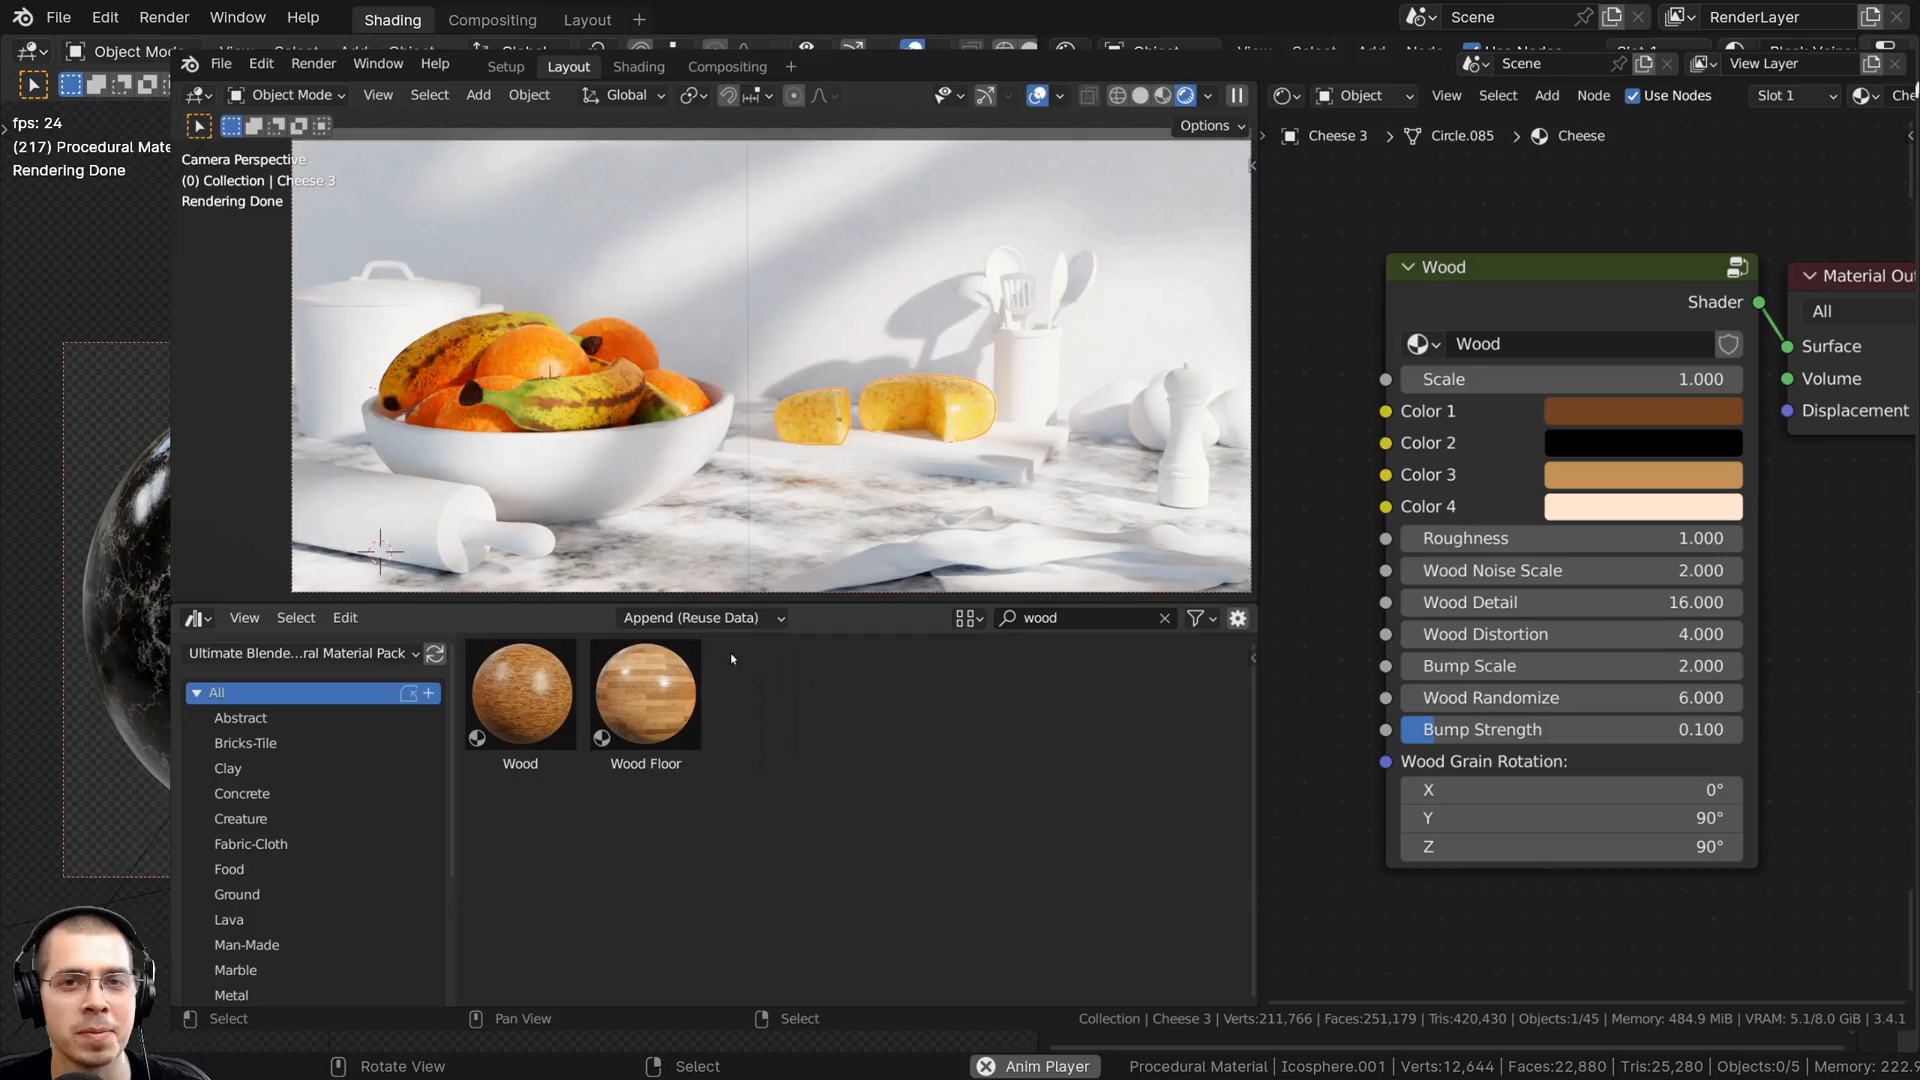 File Edit Render Window Help Shading Compositing Layout + Scene RenderLayer
Object Mod
fps: 24
(217) Procedural Mate
Rendering Done
File Edit Render Window Help Setup Layout Shading Compositing + Scene View Layer
Object Mode View Select Add Object Global
Object View Select Add Node Use Nodes Slot 1 Che
Options
Camera Perspective
(0) Collection | Cheese 3
Rendering Done
Cheese 3 > Circle.085 > Cheese
Wood
Shader
Wood
Scale 1.000
Color 1
Color 2
Color 3
Color 4
Roughness 1.000
Wood Noise Scale 2.000
Wood Detail 16.000
Wood Distortion 4.000
Bump Scale 2.000
Wood Randomize 6.000
Bump Strength 0.100
Wood Grain Rotation:
X 0°
Y 90°
Z 90°
Material Out
All
Surface
Volume
Displacement
View Select Edit Append (Reuse Data) wood
Ultimate Blende...ral Material Pack
All
Abstract
Bricks-Tile
Clay
Concrete
Creature
Fabric-Cloth
Food
Ground
Lava
Man-Made
Marble
Metal
Wood
Wood Floor
Select Pan View Select Collection | Cheese 3 | Verts:211,766 | Faces:251,179 | Tris:420,430 | Objects:1/45 | Memory: 484.9 MiB | VRAM: 5.1/8.0 GiB | 3.4.1
Rotate View Select Anim Player Procedural Material | Icosphere.001 | Verts:12,644 | Faces:22,880 | Tris:25,280 | Objects:0/5 | Memory: 222.9